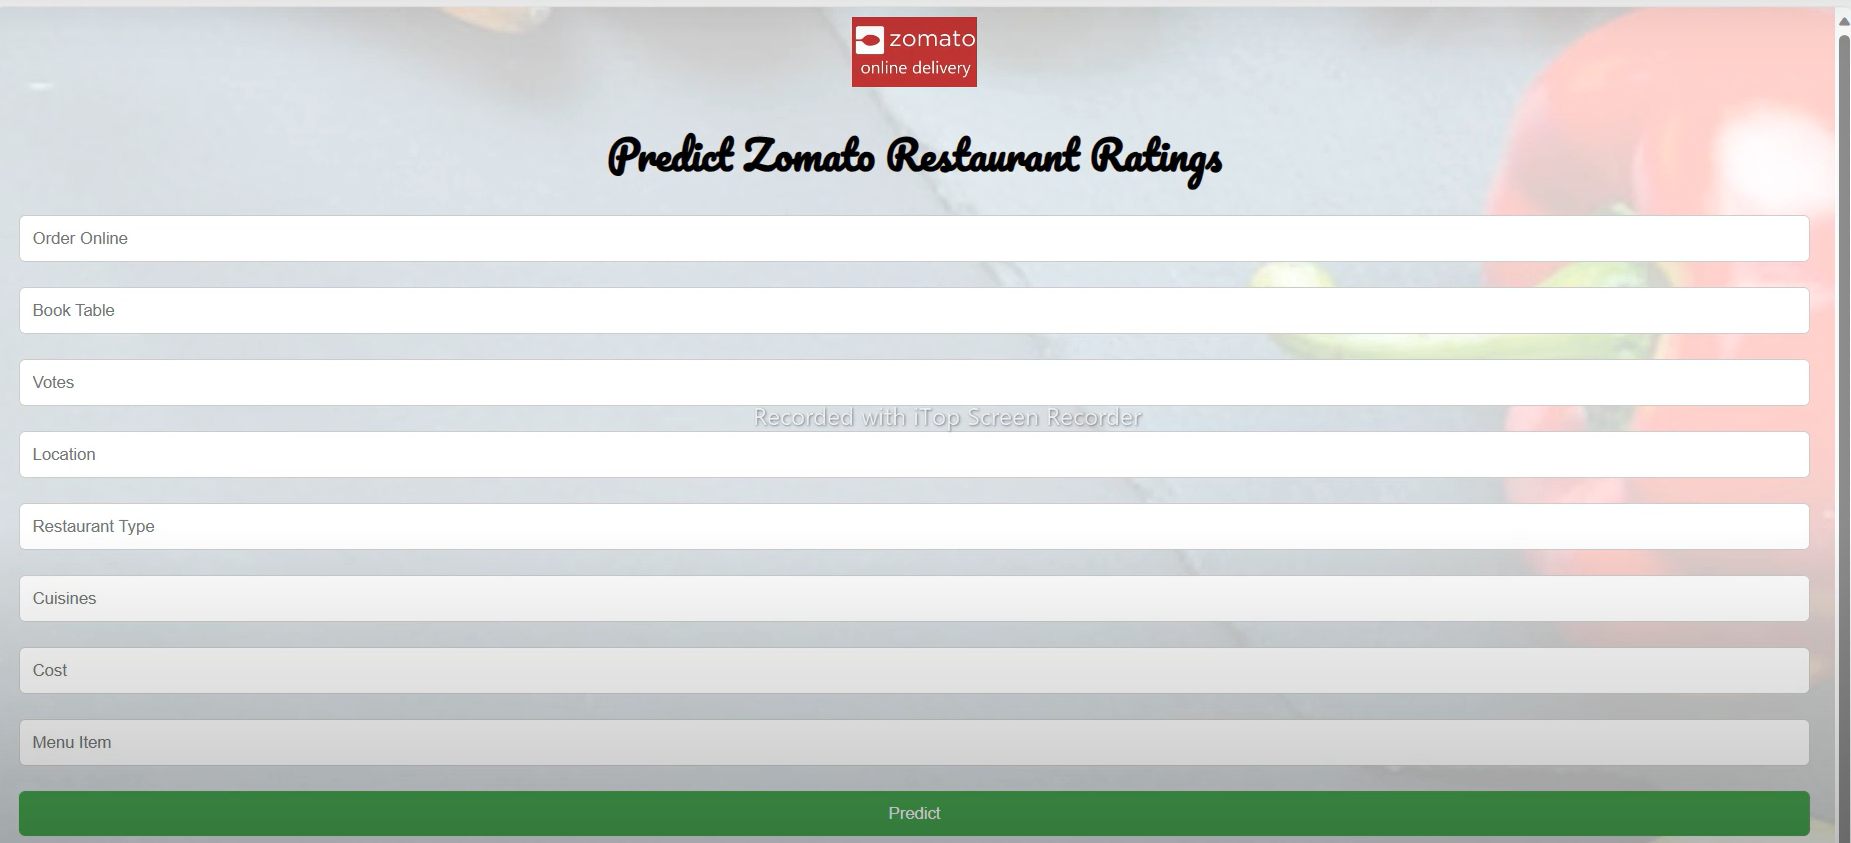 zomato
online delivery
Predict Zomato Restaurant Ratings
Order Online
Book Table
Votes
Recorded with iTop Screen Recorder
Location
Restaurant Type
Cuisines
Cost
Menu Item
Predict